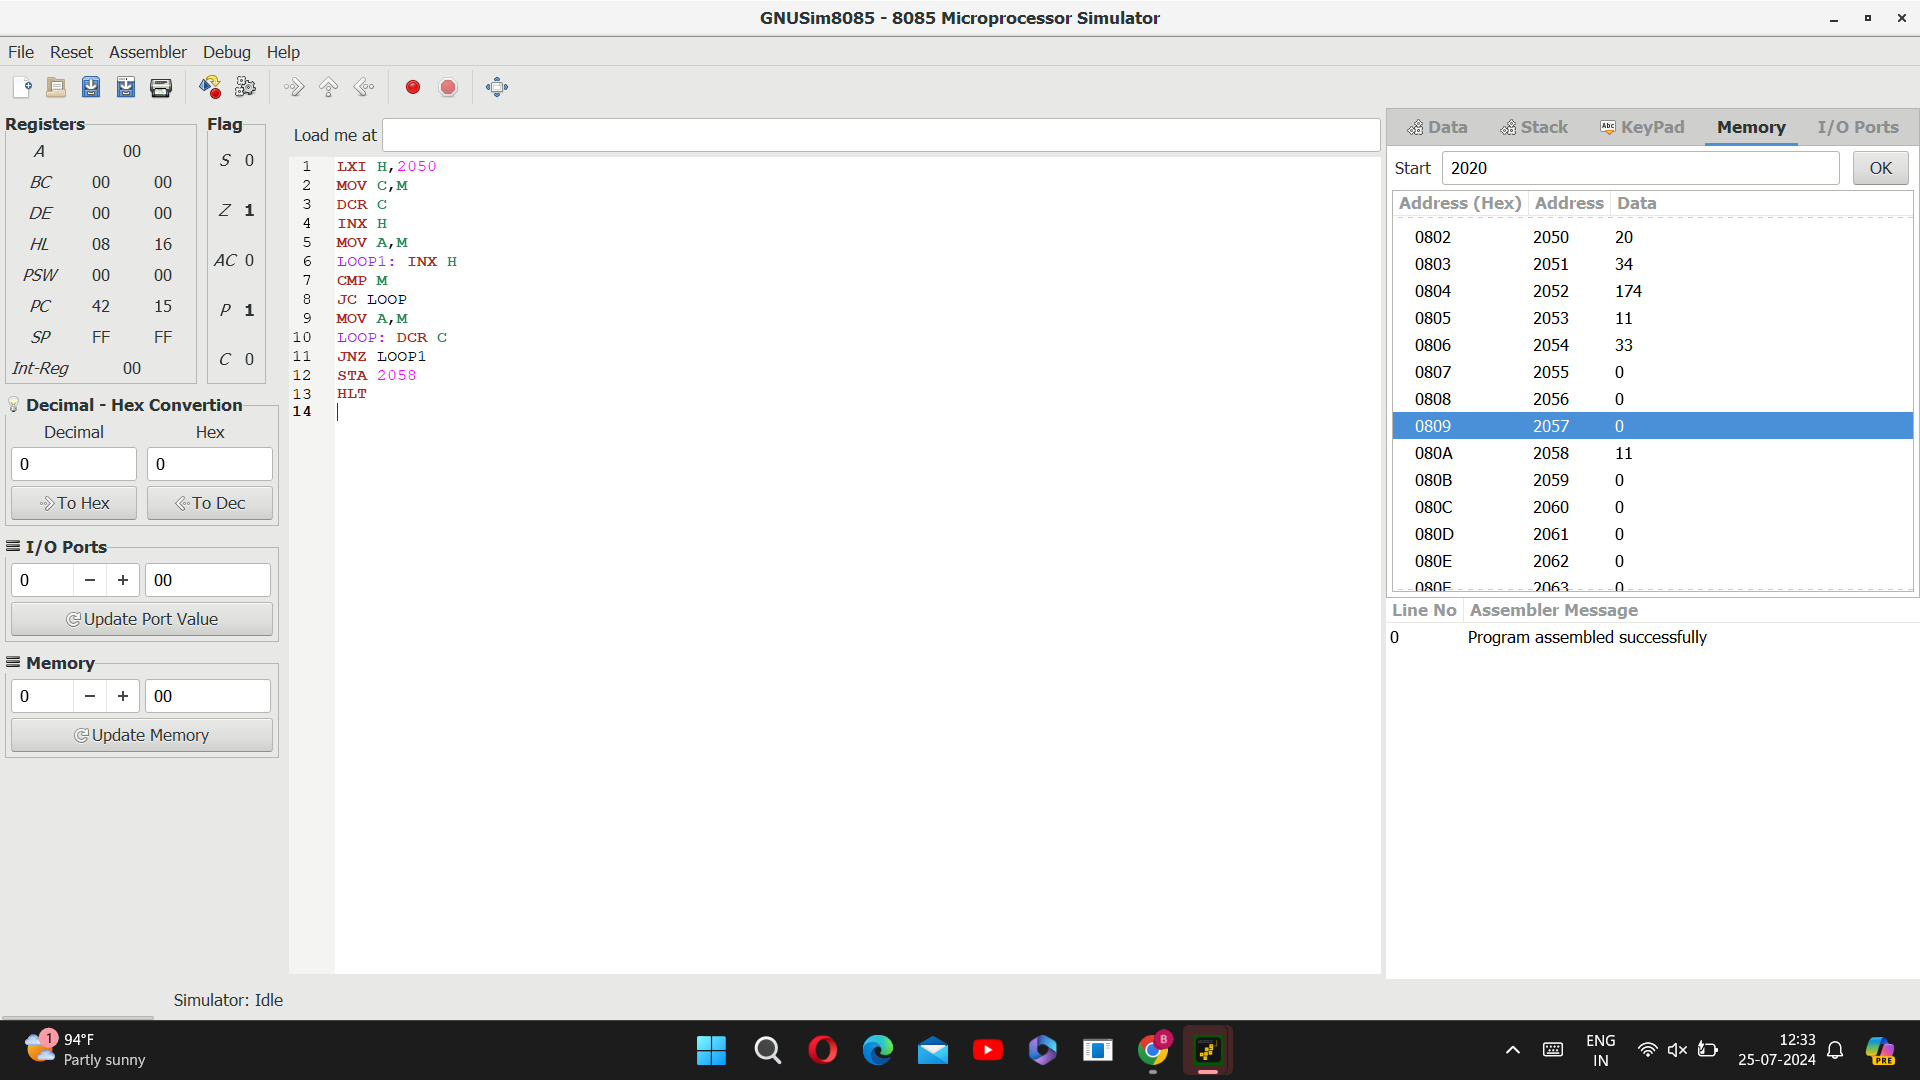 GNUSim8085 - 8085 Microprocessor Simulator
File Reset Assembler Debug Help
Registers
A 00
BC 00 00
DE 00 00
HL 08 16
PSW 00 00
PC 42 15
SP FF FF
Int-Reg 00
Flag
S 0
Z 1
AC 0
P 1
C 0
Decimal - Hex Convertion
Decimal Hex
0 0
To Hex To Dec
I/O Ports
0 − + 00
Update Port Value
Memory
0 − + 00
Update Memory
Load me at
1 LXI H,2050
2 MOV C,M
3 DCR C
4 INX H
5 MOV A,M
6 LOOP1: INX H
7 CMP M
8 JC LOOP
9 MOV A,M
10 LOOP: DCR C
11 JNZ LOOP1
12 STA 2058
13 HLT
14
Data Stack Abc KeyPad Memory I/O Ports
Start 2020 OK
Address (Hex) Address Data
0802 2050 20
0803 2051 34
0804 2052 174
0805 2053 11
0806 2054 33
0807 2055 0
0808 2056 0
0809 2057 0
080A 2058 11
080B 2059 0
080C 2060 0
080D 2061 0
080E 2062 0
080F 2063 0
Line No Assembler Message
0 Program assembled successfully
Simulator: Idle
1
94°F
Partly sunny
B
ENG
IN
12:33
25-07-2024
PRE